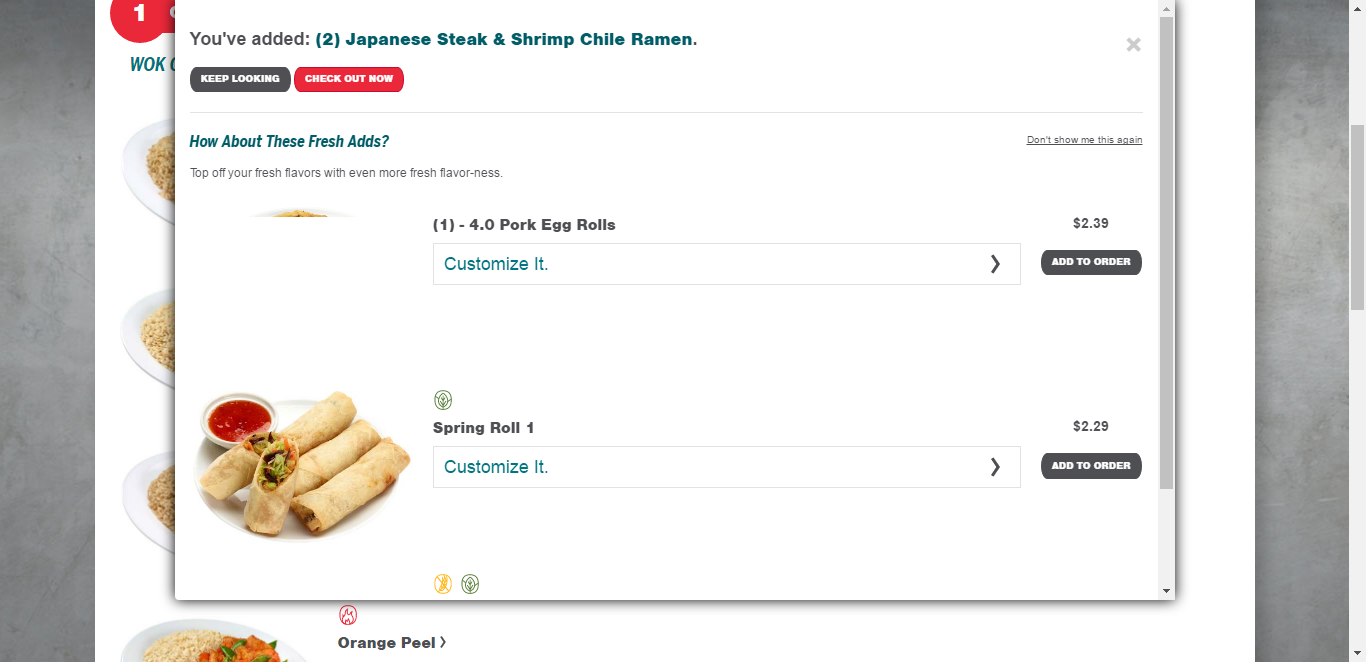 1
WOK
You've added: (2) Japanese Steak & Shrimp Chile Ramen.
KEEP LOOKING
CHECK OUT NOW
How About These Fresh Adds?
Don't show me this again
Top off your fresh flavors with even more fresh flavor-ness.
(1) - 4.0 Pork Egg Rolls
$2.39
Customize It.
ADD TO ORDER
Spring Roll 1
$2.29
Customize It.
ADD TO ORDER
Orange Peel